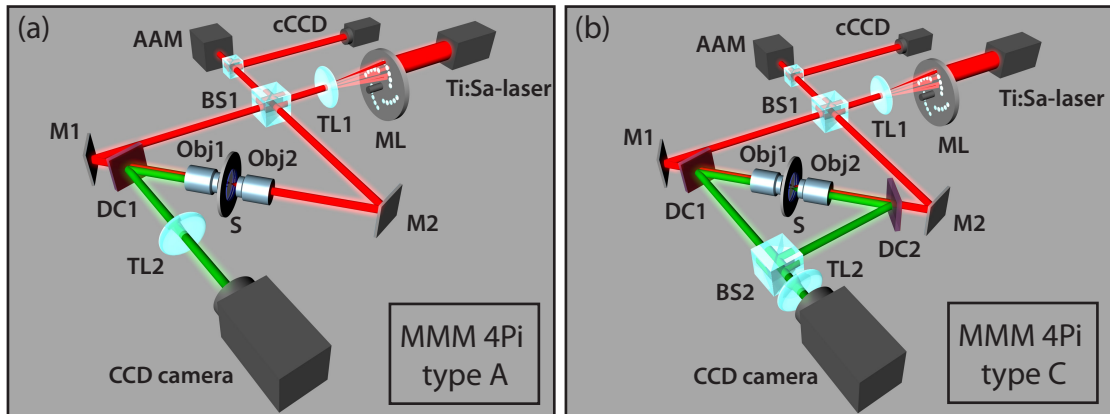 (a)
cCCD
AAM
BS1
Ti:Sa-laser
TL1
ML
M1
Obj1
Obj2
DC1
S
M2
TL2
CCD camera
MMM 4Pi
type A
(b)
cCCD
AAM
BS1
Ti:Sa-laser
TL1
ML
M1
Obj1
Obj2
DC1
S
M2
DC2
BS2
TL2
CCD camera
MMM 4Pi
type C